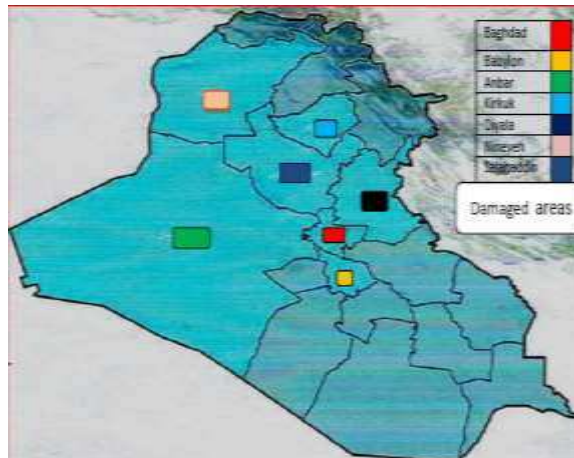 Baghdad
Babylon
Anbar
Kirkuk
Diyala
Nineveh
Damaged areas